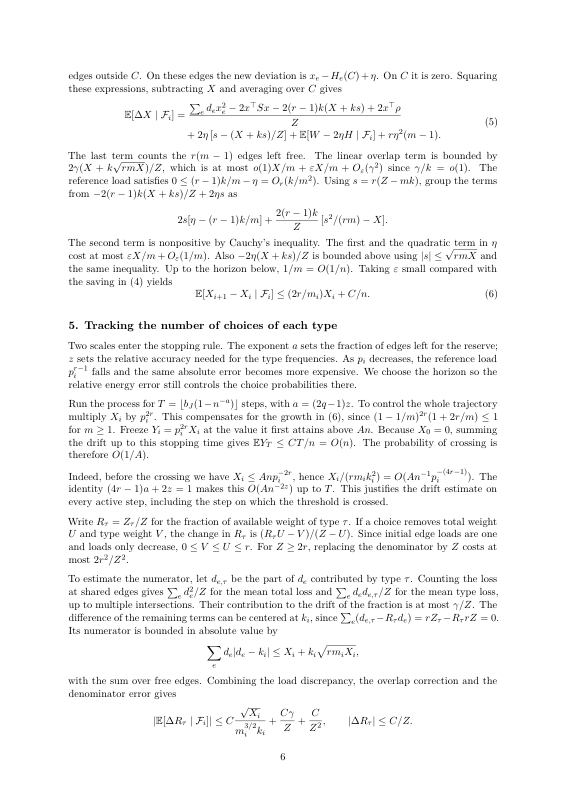 edges outside C. On these edges the new deviation is x_e − H_e(C) + η. On C it is zero. Squaring
these expressions, subtracting X and averaging over C gives
𝔼[ΔX | ℱ_i] = (∑_e d_e x_e^2 − 2x^⊤Sx − 2(r−1)k(X + ks) + 2x^⊤ρ) / Z
+ 2η [s − (X + ks)/Z] + 𝔼[W − 2ηH | ℱ_i] + rη^2(m − 1).
(5)
The last term counts the r(m − 1) edges left free. The linear overlap term is bounded by
2γ(X + k√(rmX))/Z, which is at most o(1)X/m + εX/m + O_ε(γ^2) since γ/k = o(1). The
reference load satisfies 0 ≤ (r−1)k/m − η = O_r(k/m^2). Using s = r(Z − mk), group the terms
from −2(r − 1)k(X + ks)/Z + 2ηs as
2s[η − (r − 1)k/m] + (2(r − 1)k / Z) [s^2/(rm) − X].
The second term is nonpositive by Cauchy's inequality. The first and the quadratic term in η
cost at most εX/m + O_ε(1/m). Also −2η(X + ks)/Z is bounded above using |s| ≤ √(rmX) and
the same inequality. Up to the horizon below, 1/m = O(1/n). Taking ε small compared with
the saving in (4) yields
𝔼[X_{i+1} − X_i | ℱ_i] ≤ (2r/m_i)X_i + C/n. (6)
5. Tracking the number of choices of each type
Two scales enter the stopping rule. The exponent a sets the fraction of edges left for the reserve;
z sets the relative accuracy needed for the type frequencies. As p_i decreases, the reference load
p_i^{r−1} falls and the same absolute error becomes more expensive. We choose the horizon so the
relative energy error still controls the choice probabilities there.
Run the process for T = ⌊b_J(1−n^{−a})⌋ steps, with a = (2q−1)z. To control the whole trajectory
multiply X_i by p_i^{2r}. This compensates for the growth in (6), since (1 − 1/m)^{2r}(1 + 2r/m) ≤ 1
for m ≥ 1. Freeze Y_i = p_i^{2r}X_i at the value it first attains above An. Because X_0 = 0, summing
the drift up to this stopping time gives 𝔼Y_T ≤ CT/n = O(n). The probability of crossing is
therefore O(1/A).
Indeed, before the crossing we have X_i ≤ Anp_i^{−2r}, hence X_i/(rm_ik_i^2) = O(An^{−1}p_i^{−(4r−1)}). The
identity (4r − 1)a + 2z = 1 makes this O(An^{−2z}) up to T. This justifies the drift estimate on
every active step, including the step on which the threshold is crossed.
Write R_τ = Z_τ/Z for the fraction of available weight of type τ. If a choice removes total weight
U and type weight V, the change in R_τ is (R_τU − V)/(Z − U). Since initial edge loads are one
and loads only decrease, 0 ≤ V ≤ U ≤ r. For Z ≥ 2r, replacing the denominator by Z costs at
most 2r^2/Z^2.
To estimate the numerator, let d_{e,τ} be the part of d_e contributed by type τ. Counting the loss
at shared edges gives ∑_e d_e^2/Z for the mean total loss and ∑_e d_e d_{e,τ}/Z for the mean type loss,
up to multiple intersections. Their contribution to the drift of the fraction is at most γ/Z. The
difference of the remaining terms can be centered at k_i, since ∑_e(d_{e,τ}−R_τd_e) = rZ_τ−R_τrZ = 0.
Its numerator is bounded in absolute value by
∑_e d_e|d_e − k_i| ≤ X_i + k_i√(rm_iX_i),
with the sum over free edges. Combining the load discrepancy, the overlap correction and the
denominator error gives
|𝔼[ΔR_τ | ℱ_i]| ≤ C √X_i / (m_i^{3/2}k_i) + Cγ/Z + C/Z^2, |ΔR_τ| ≤ C/Z.
6